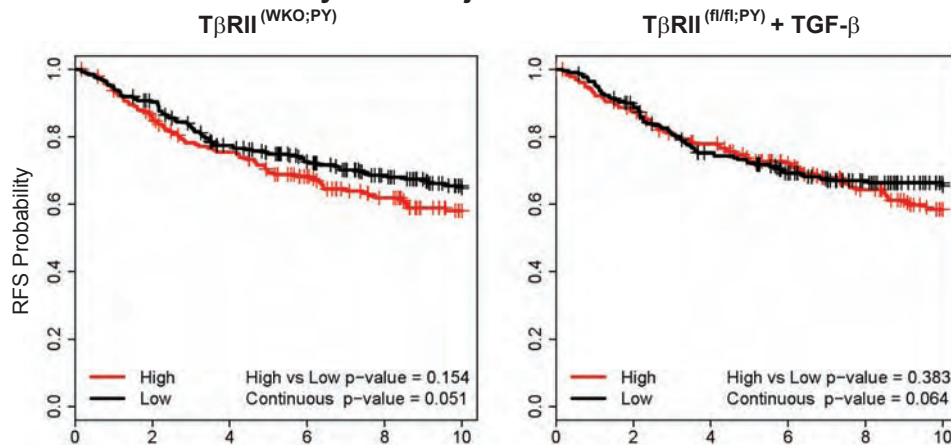 TβRII (WKO;PY)
TβRII (fl/fl;PY) + TGF-β
RFS Probability
1.0
0.8
0.6
0.4
0.2
0.0
High
Low
High vs Low p-value = 0.154
Continuous p-value = 0.051
0 2 4 6 8 10
1.0
0.8
0.6
0.4
0.2
0.0
High
Low
High vs Low p-value = 0.383
Continuous p-value = 0.064
0 2 4 6 8 10